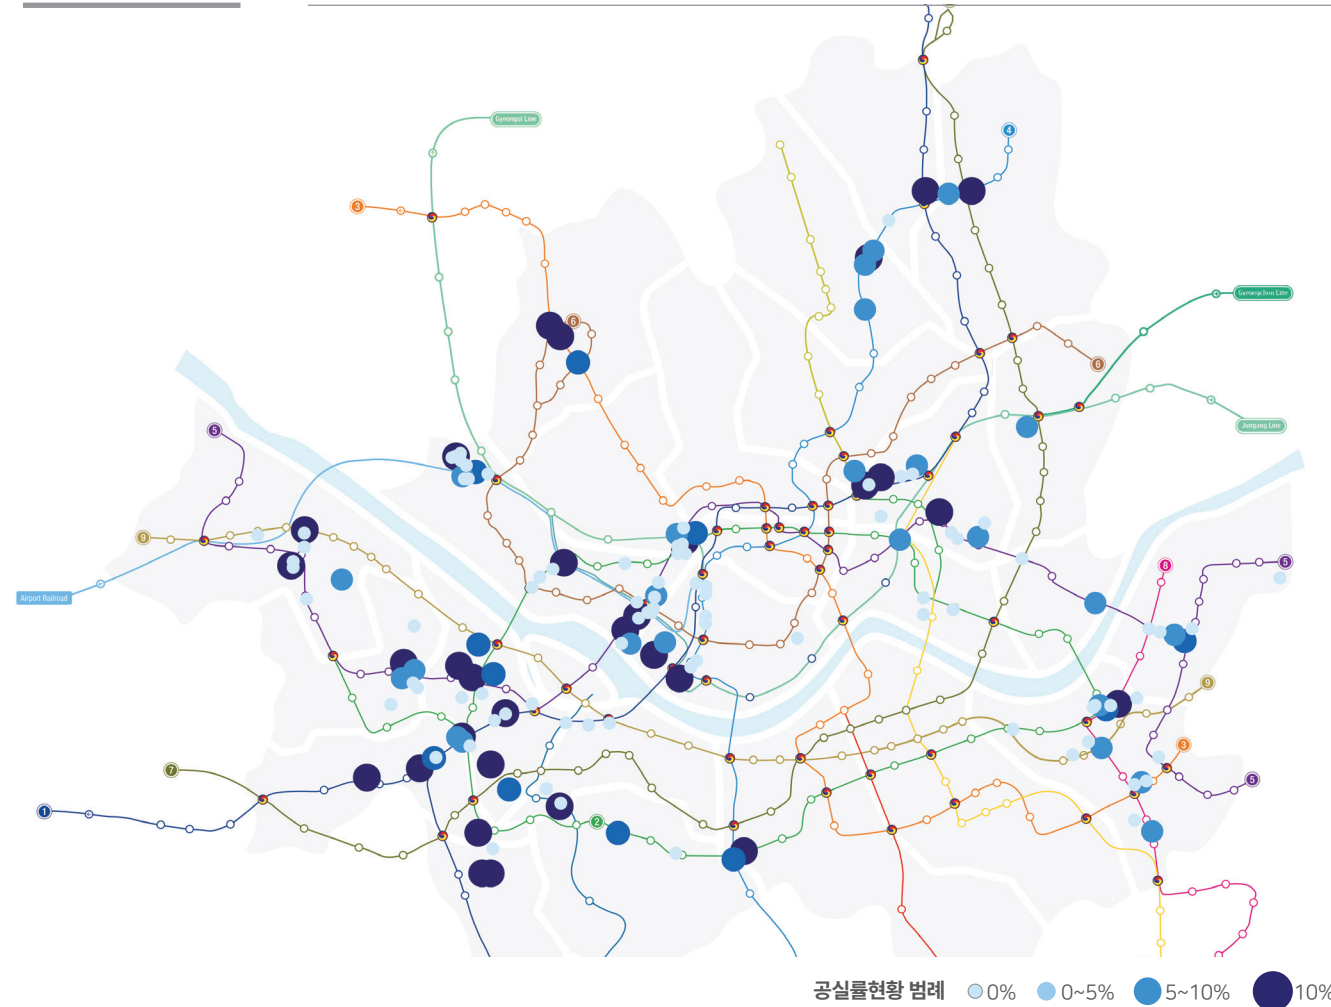 4
Gyeongui Line
3
Gyeongchun Line
6
6
Jungang Line
5
9
5
8
Airport Railroad
9
3
7
5
1
2
공실률현황 범례 0% 0~5% 5~10% 10%